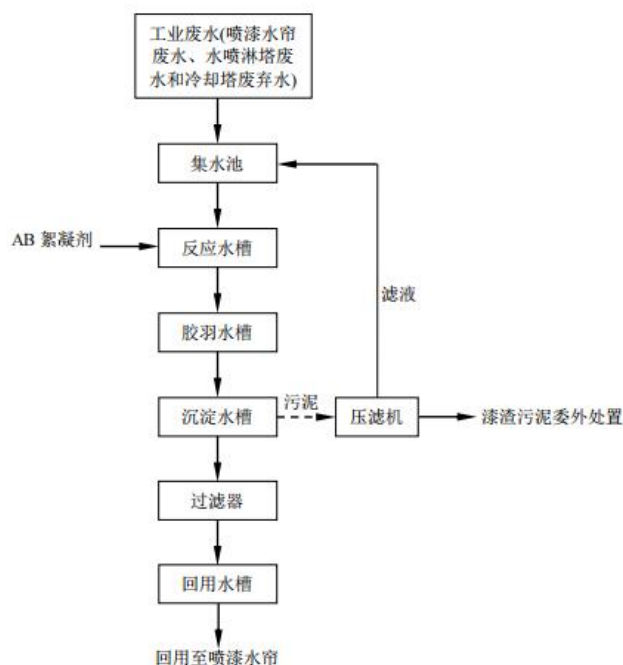 工业废水(喷漆水帘
废水、水喷淋塔废
水和冷却塔废弃水)
集水池
AB 絮凝剂
反应水槽
滤液
胶羽水槽
沉淀水槽
污泥
压滤机
漆渣污泥委外处置
过滤器
回用水槽
回用至喷漆水帘